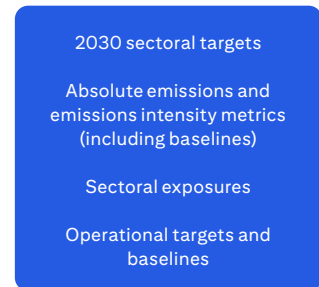 2030 sectoral targets
Absolute emissions and
emissions intensity metrics
(including baselines)
Sectoral exposures
Operational targets and
baselines